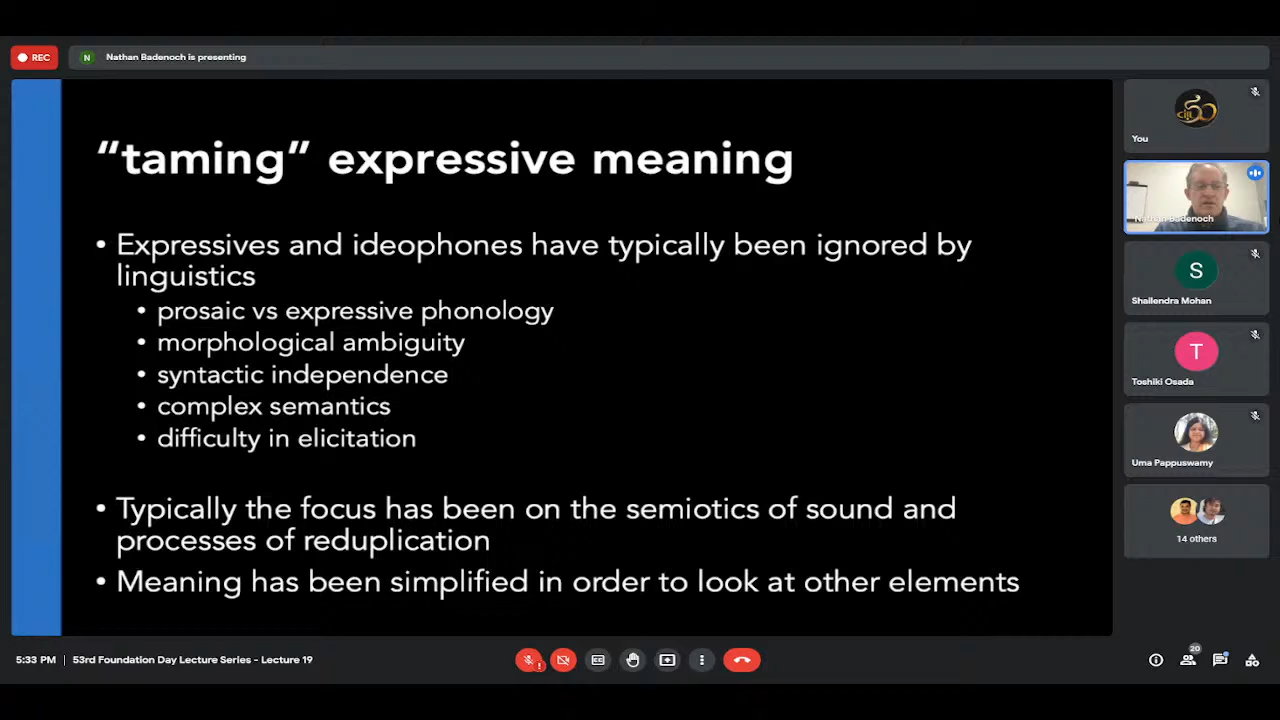 REC
N
Nathan Badenoch is presenting
"taming" expressive meaning
• Expressives and ideophones have typically been ignored by
linguistics
• prosaic vs expressive phonology
• morphological ambiguity
• syntactic independence
• complex semantics
• difficulty in elicitation
• Typically the focus has been on the semiotics of sound and
processes of reduplication
• Meaning has been simplified in order to look at other elements
You
Nathan Badenoch
S
Shailendra Mohan
T
Toshiki Osada
Uma Pappuswamy
14 others
5:33 PM | 53rd Foundation Day Lecture Series - Lecture 19
20